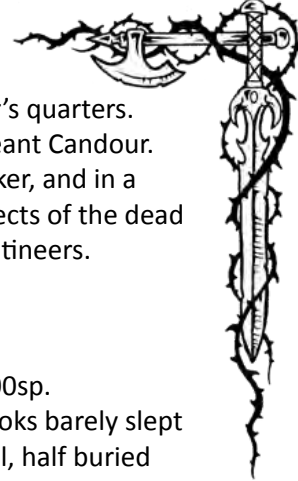 's quarters.
eant Candour.
ker, and in a
ects of the dead
tineers.
00sp.
oks barely slept
l, half buried